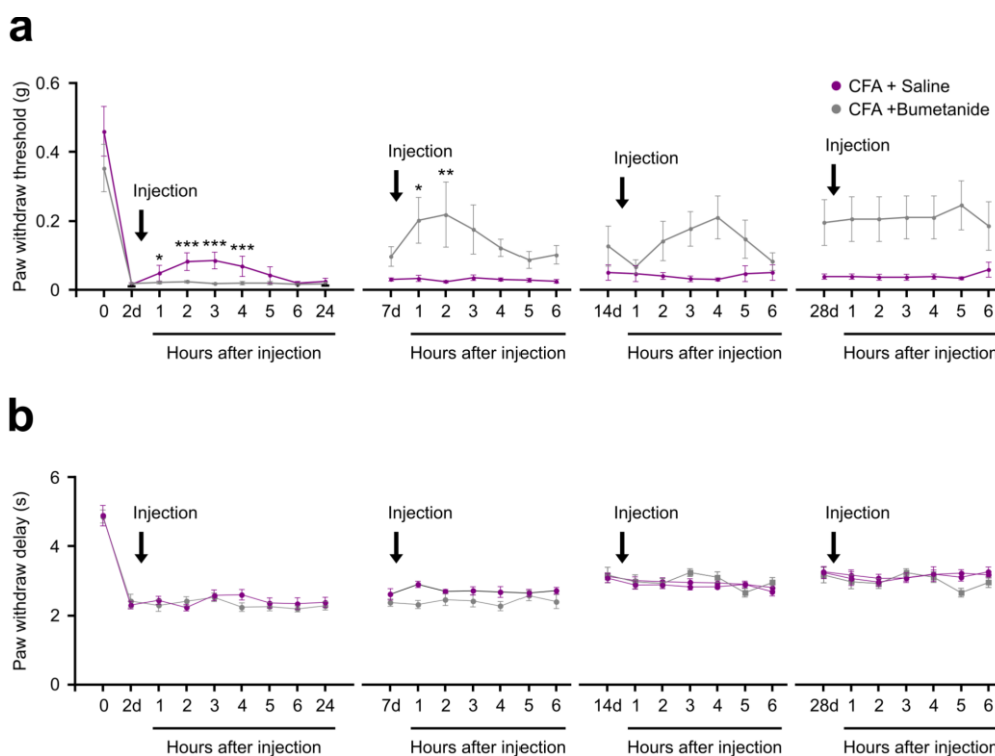 a
Paw withdraw threshold (g)
0.6
0.4
0.2
0
CFA + Saline
CFA +Bumetanide
Injection
Injection
Injection
Injection
* *** *** ***
* **
0 2d 1 2 3 4 5 6 24
7d 1 2 3 4 5 6
14d 1 2 3 4 5 6
28d 1 2 3 4 5 6
Hours after injection
Hours after injection
Hours after injection
Hours after injection
b
Paw withdraw delay (s)
6
4
2
0
Injection
Injection
Injection
Injection
0 2d 1 2 3 4 5 6 24
7d 1 2 3 4 5 6
14d 1 2 3 4 5 6
28d 1 2 3 4 5 6
Hours after injection
Hours after injection
Hours after injection
Hours after injection